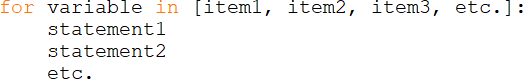 for variable in [item1, item2, item3, etc.]:
    statement1
    statement2
    etc.